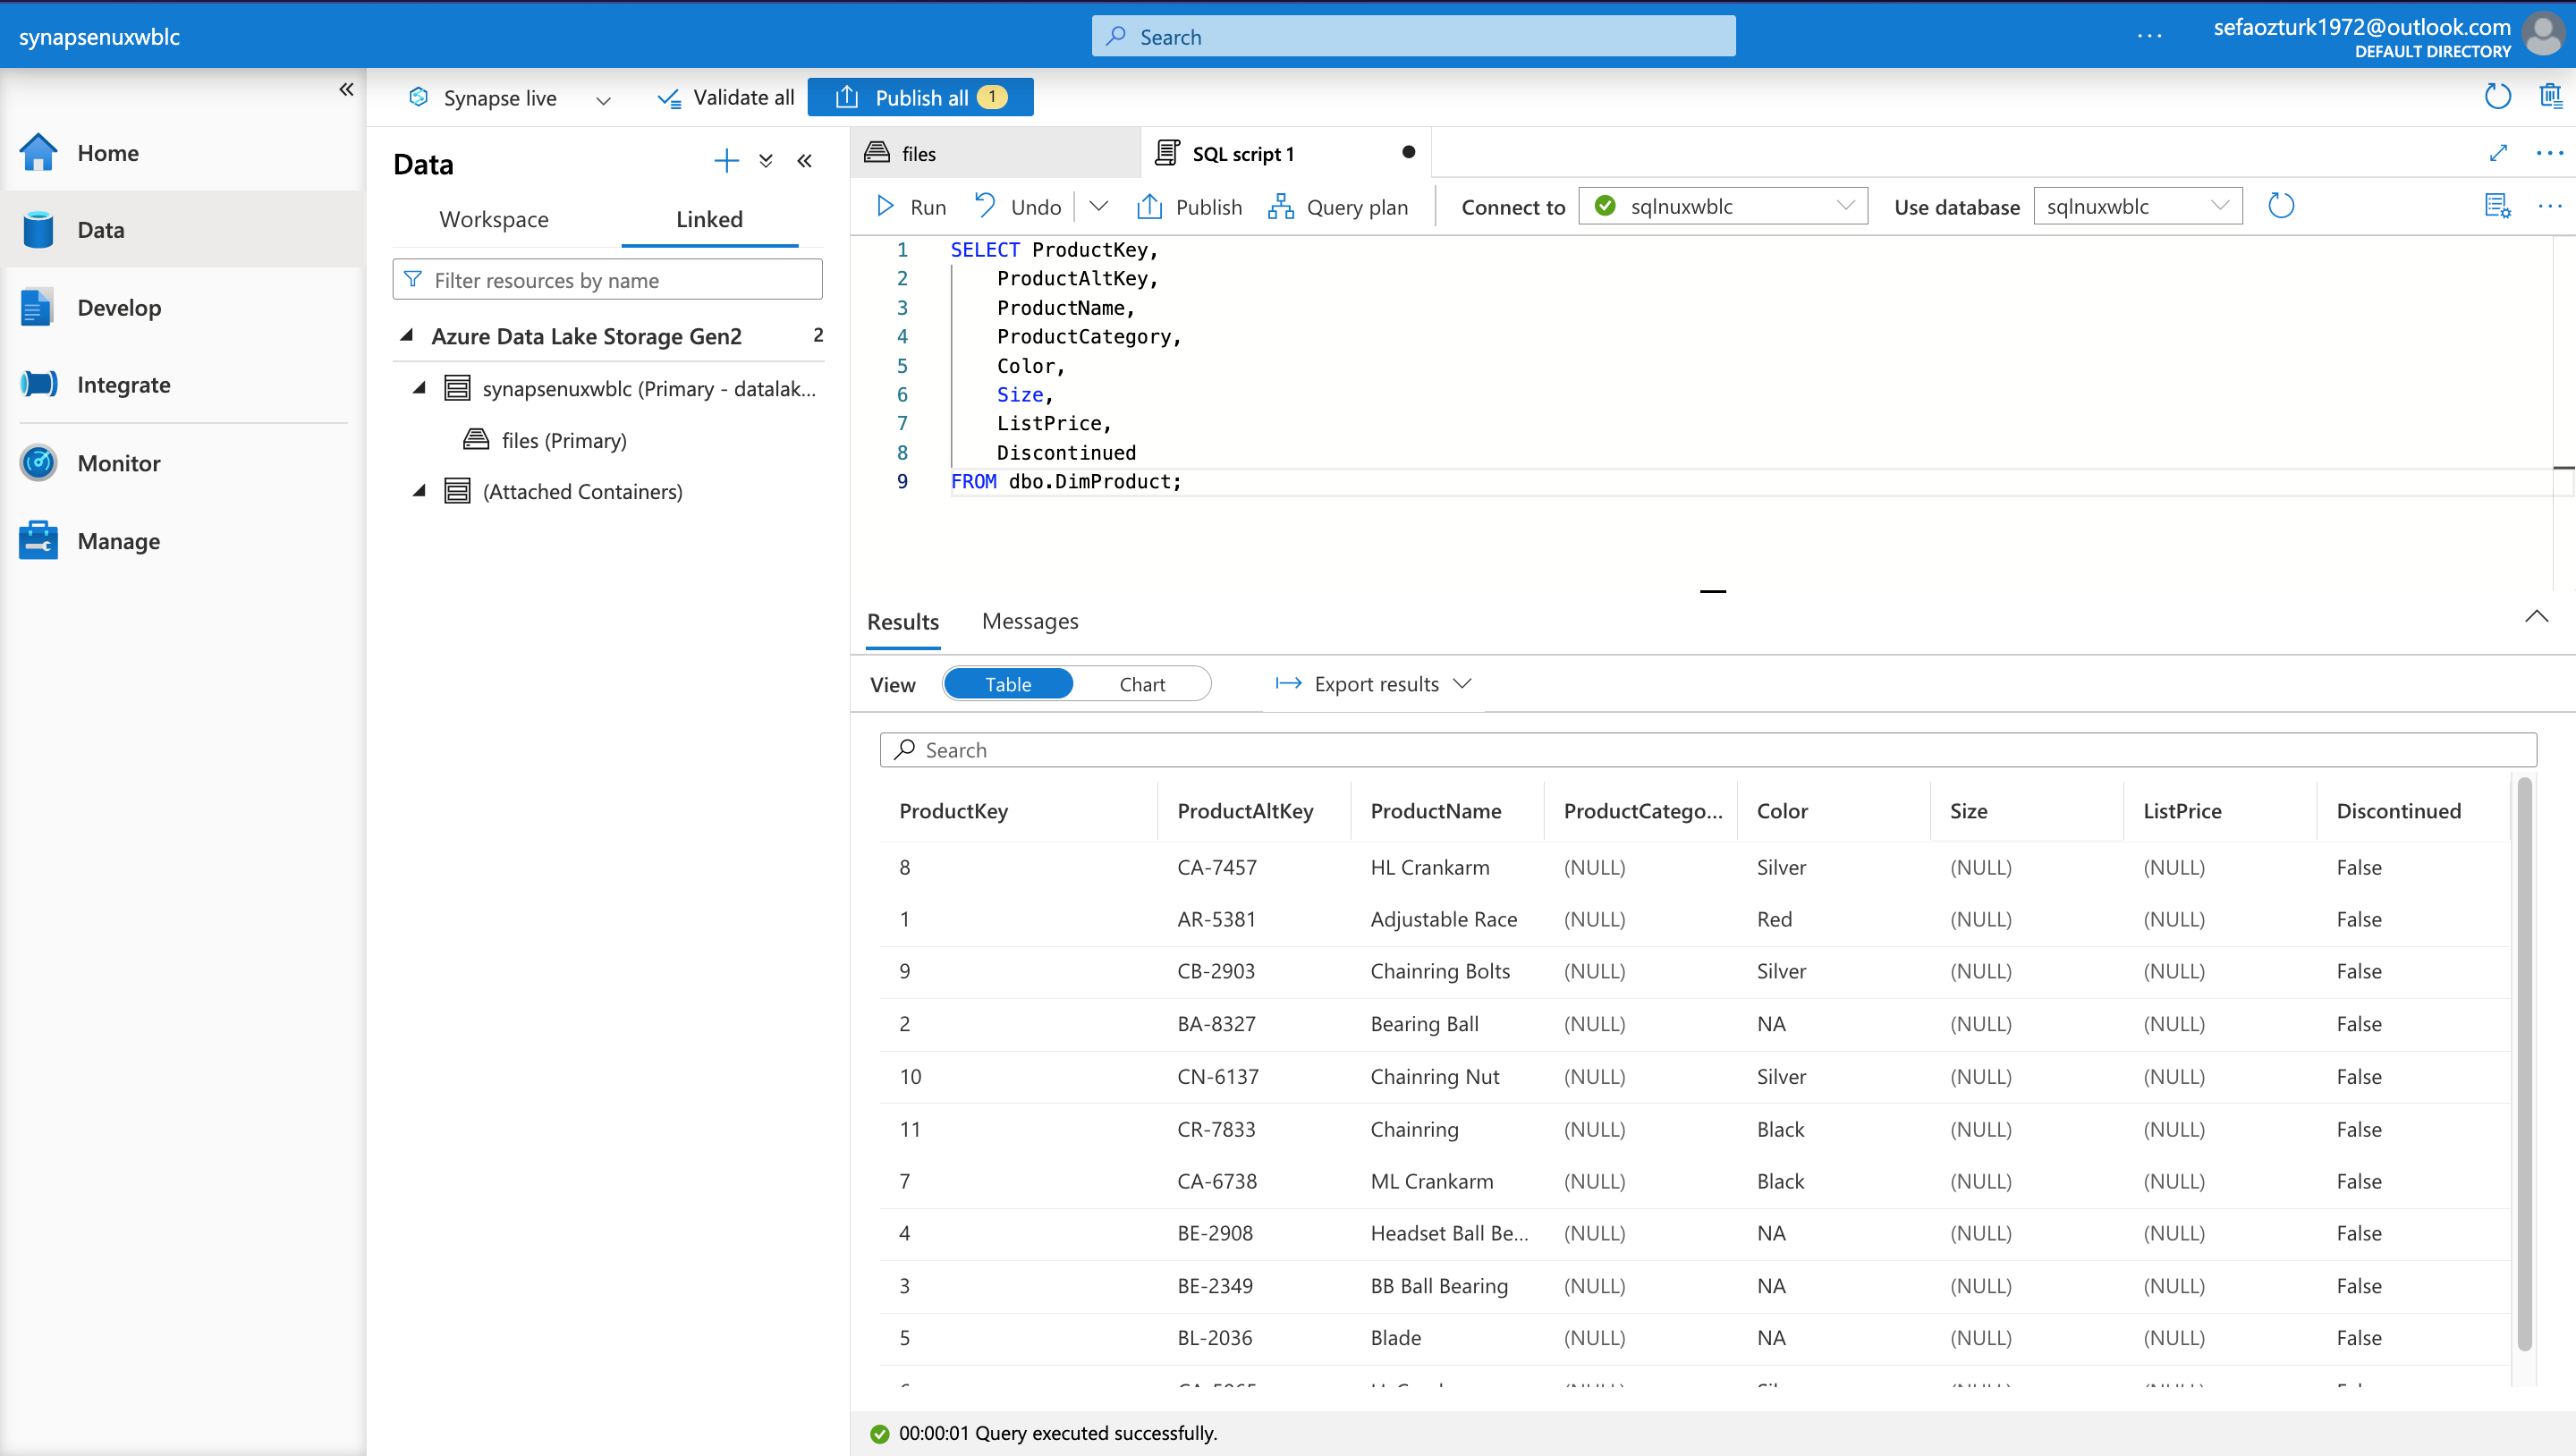 synapsenuxwblc
Search
sefaozturk1972@outlook.com
DEFAULT DIRECTORY
Synapse live
Validate all
Publish all 1
Home
Data
Develop
Integrate
Monitor
Manage
Data
Workspace Linked
Filter resources by name
Azure Data Lake Storage Gen2 2
synapsenuxwblc (Primary - datalak...
files (Primary)
(Attached Containers)
files SQL script 1
Run Undo Publish Query plan Connect to sqlnuxwblc Use database sqlnuxwblc
1 SELECT ProductKey,
2 ProductAltKey,
3 ProductName,
4 ProductCategory,
5 Color,
6 Size,
7 ListPrice,
8 Discontinued
9 FROM dbo.DimProduct;
Results Messages
View Table Chart Export results
Search
ProductKey ProductAltKey ProductName ProductCatego... Color Size ListPrice Discontinued
8 CA-7457 HL Crankarm (NULL) Silver (NULL) (NULL) False
1 AR-5381 Adjustable Race (NULL) Red (NULL) (NULL) False
9 CB-2903 Chainring Bolts (NULL) Silver (NULL) (NULL) False
2 BA-8327 Bearing Ball (NULL) NA (NULL) (NULL) False
10 CN-6137 Chainring Nut (NULL) Silver (NULL) (NULL) False
11 CR-7833 Chainring (NULL) Black (NULL) (NULL) False
7 CA-6738 ML Crankarm (NULL) Black (NULL) (NULL) False
4 BE-2908 Headset Ball Be... (NULL) NA (NULL) (NULL) False
3 BE-2349 BB Ball Bearing (NULL) NA (NULL) (NULL) False
5 BL-2036 Blade (NULL) NA (NULL) (NULL) False
00:00:01 Query executed successfully.